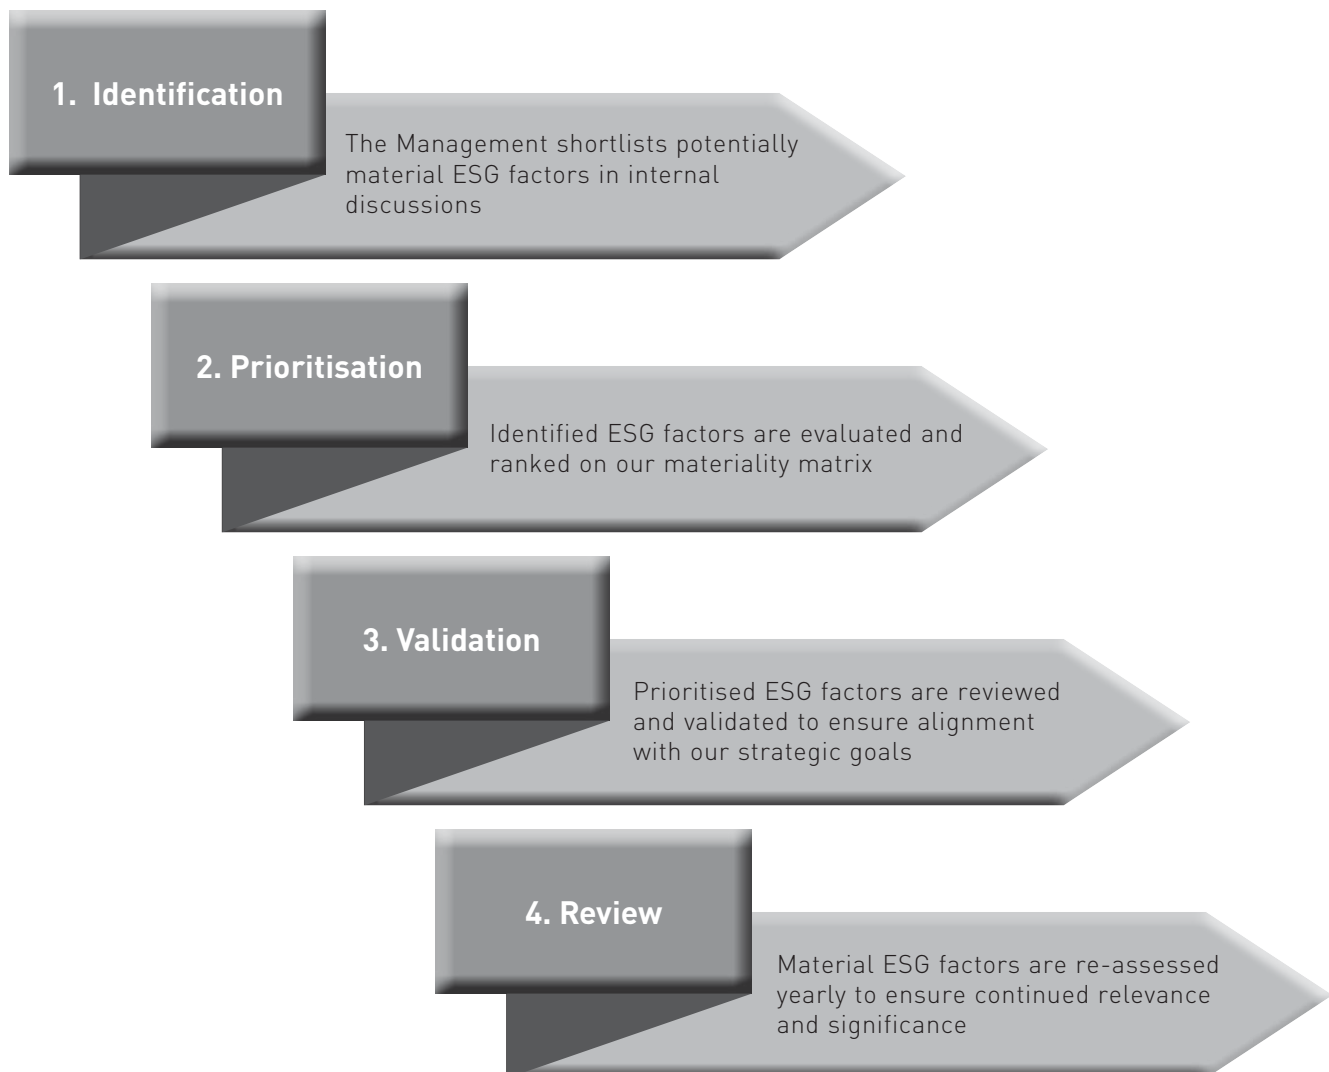 1. Identification
The Management shortlists potentially
material ESG factors in internal
discussions
2. Prioritisation
Identified ESG factors are evaluated and
ranked on our materiality matrix
3. Validation
Prioritised ESG factors are reviewed
and validated to ensure alignment
with our strategic goals
4. Review
Material ESG factors are re-assessed
yearly to ensure continued relevance
and significance